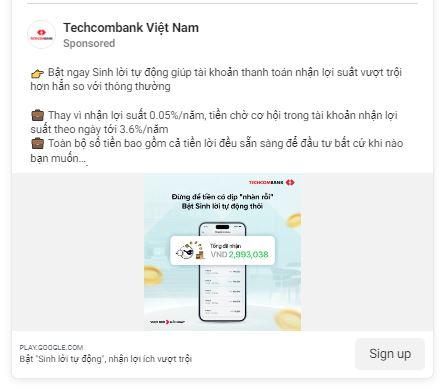 TECHCOMBANK
Techcombank Việt Nam
Sponsored
👉 Bật ngay Sinh lời tự động giúp tài khoản thanh toán nhận lợi suất vượt trội
hơn hẳn so với thông thường
💼 Thay vì nhận lợi suất 0.05%/năm, tiền chờ cơ hội trong tài khoản nhận lợi
suất theo ngày tới 3.6%/năm
💼 Toàn bộ số tiền bao gồm cả tiền lời đều sẵn sàng để đầu tư bất cứ khi nào
bạn muốn...
TECHCOMBANK
Đừng để tiền có dịp "nhàn rỗi"
Bật Sinh lời tự động thôi
Tổng đã nhận
VND 2,993,038
PLAY.GOOGLE.COM
Bật "Sinh lời tự động", nhận lợi ích vượt trội
Sign up